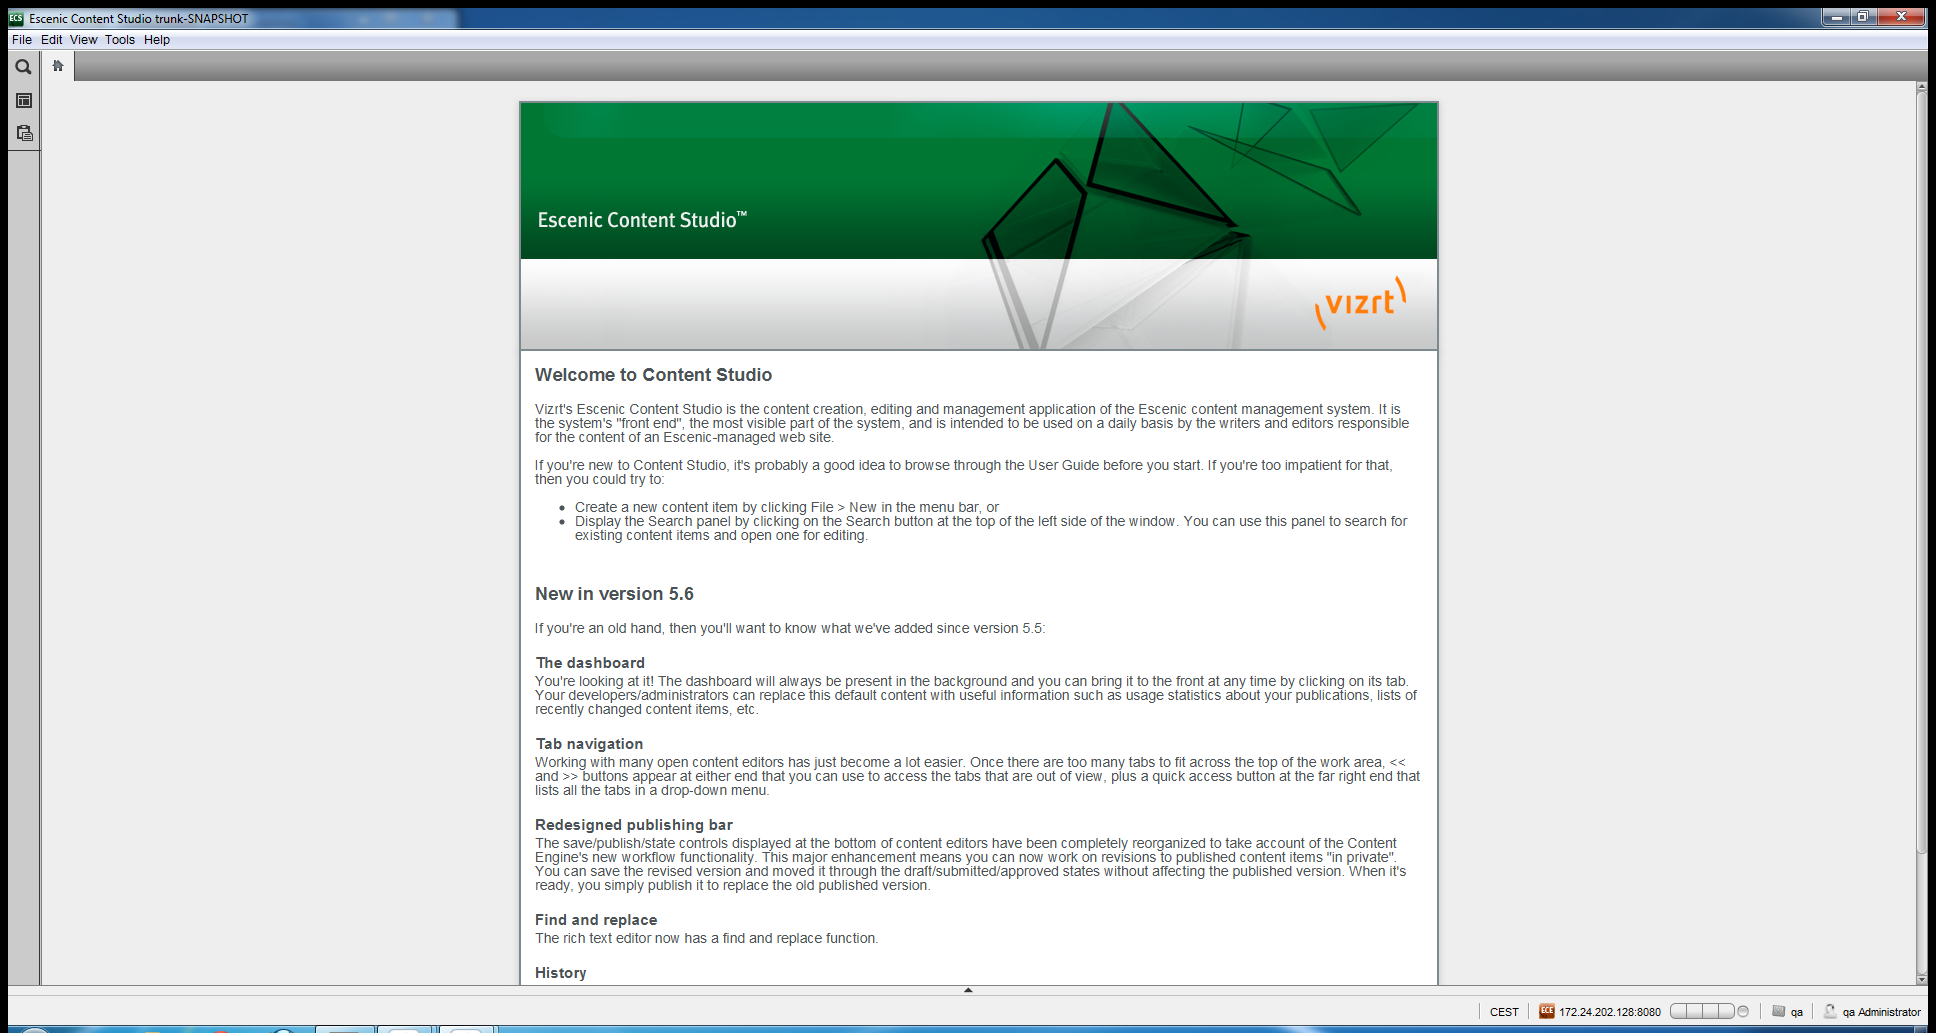 ECS Escenic Content Studio trunk-SNAPSHOT
File Edit View Tools Help
Escenic Content Studio™
vizrt
Welcome to Content Studio
Vizrt's Escenic Content Studio is the content creation, editing and management application of the Escenic content management system. It is
the system's "front end", the most visible part of the system, and is intended to be used on a daily basis by the writers and editors responsible
for the content of an Escenic-managed web site.
If you're new to Content Studio, it's probably a good idea to browse through the User Guide before you start. If you're too impatient for that,
then you could try to:
• Create a new content item by clicking File > New in the menu bar, or
• Display the Search panel by clicking on the Search button at the top of the left side of the window. You can use this panel to search for
existing content items and open one for editing.
New in version 5.6
If you're an old hand, then you'll want to know what we've added since version 5.5:
The dashboard
You're looking at it! The dashboard will always be present in the background and you can bring it to the front at any time by clicking on its tab.
Your developers/administrators can replace this default content with useful information such as usage statistics about your publications, lists of
recently changed content items, etc.
Tab navigation
Working with many open content editors has just become a lot easier. Once there are too many tabs to fit across the top of the work area, <<
and >> buttons appear at either end that you can use to access the tabs that are out of view, plus a quick access button at the far right end that
lists all the tabs in a drop-down menu.
Redesigned publishing bar
The save/publish/state controls displayed at the bottom of content editors have been completely reorganized to take account of the Content
Engine's new workflow functionality. This major enhancement means you can now work on revisions to published content items "in private".
You can save the revised version and moved it through the draft/submitted/approved states without affecting the published version. When it's
ready, you simply publish it to replace the old published version.
Find and replace
The rich text editor now has a find and replace function.
History
CEST ECE 172.24.202.128:8080 qa qa Administrator